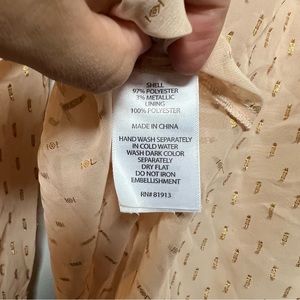 SHELL
97% POLYESTER
3% METALLIC
LINING
100% POLYESTER
MADE IN CHINA
HAND WASH SEPARATELY
IN COLD WATER
WASH DARK COLOR
SEPARATELY
DRY FLAT
DO NOT IRON
EMBELLISHMENT
RN# 81913